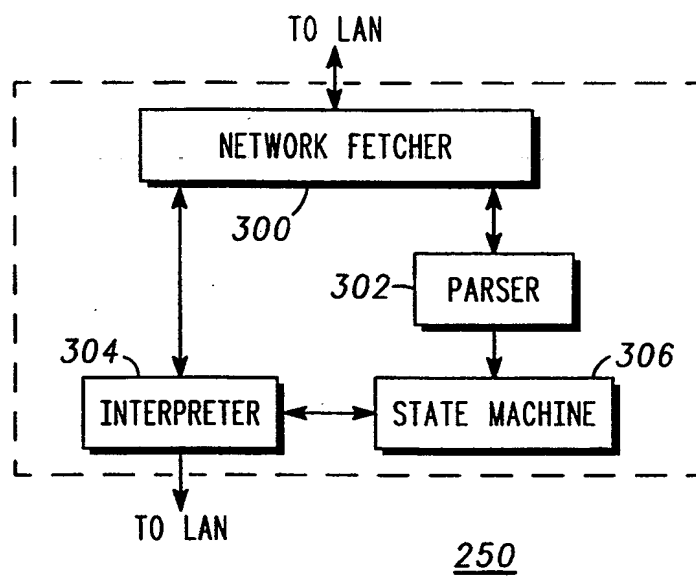 TO LAN
NETWORK FETCHER
300
302
PARSER
304
306
INTERPRETER
STATE MACHINE
TO LAN
250